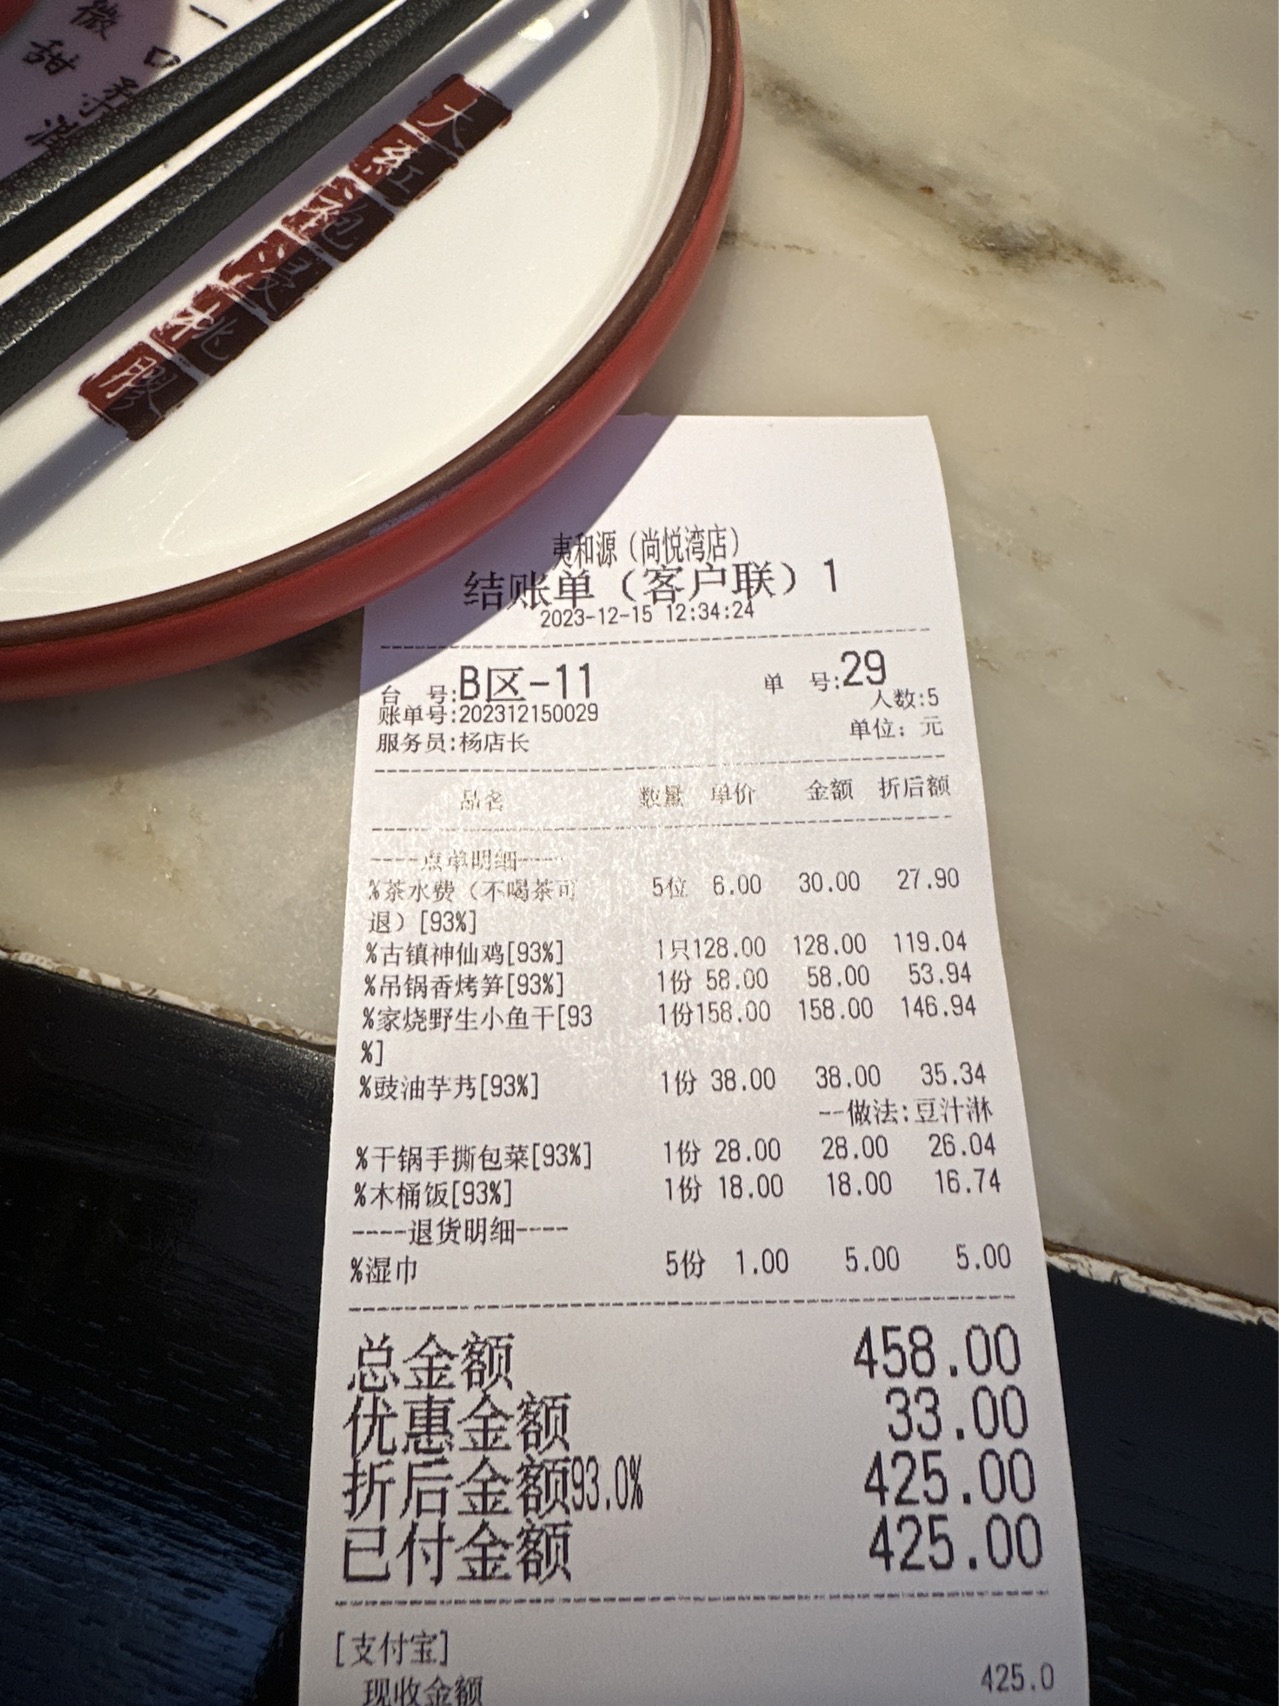 微
甜
口
大紅袍浸桃膠
夷和源（尚悦湾店）
结账单（客户联）1
2023-12-15 12:34:24
台 号:B区-11 单 号:29
账单号:202312150029 人数:5
服务员:杨店长 单位：元
品名 数量 单价 金额 折后额
----点单明细----
%茶水费（不喝茶可 5位 6.00 30.00 27.90
退）[93%]
%古镇神仙鸡[93%] 1只128.00 128.00 119.04
%吊锅香烤笋[93%] 1份 58.00 58.00 53.94
%家烧野生小鱼干[93 1份158.00 158.00 146.94
%]
%豉油芋艿[93%] 1份 38.00 38.00 35.34
--做法:豆汁淋
%干锅手撕包菜[93%] 1份 28.00 28.00 26.04
%木桶饭[93%] 1份 18.00 18.00 16.74
----退货明细----
%湿巾 5份 1.00 5.00 5.00
总金额 458.00
优惠金额 33.00
折后金额93.0% 425.00
已付金额 425.00
[支付宝]
现收金额 425.0